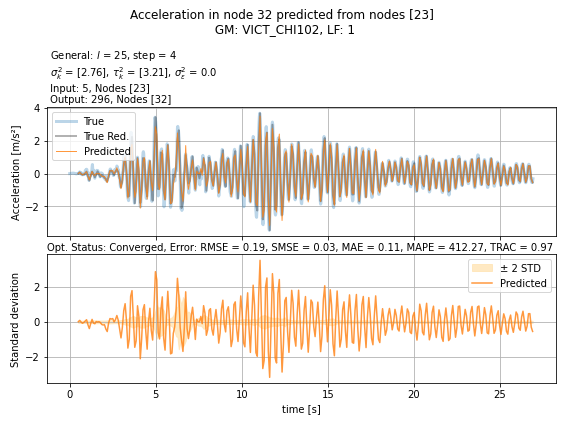 Acceleration in node 32 predicted from nodes [23]
GM: VICT_CHI102, LF: 1
General: l = 25, step = 4
σ²ₖ = [2.76], τ²ₖ = [3.21], σ²ε = 0.0
Input: 5, Nodes [23]
Output: 296, Nodes [32]
Acceleration [m/s²]
4
2
0
−2
True
True Red.
Predicted
Opt. Status: Converged, Error: RMSE = 0.19, SMSE = 0.03, MAE = 0.11, MAPE = 412.27, TRAC = 0.97
Standard deviation
2
0
−2
± 2 STD
Predicted
0 5 10 15 20 25
time [s]